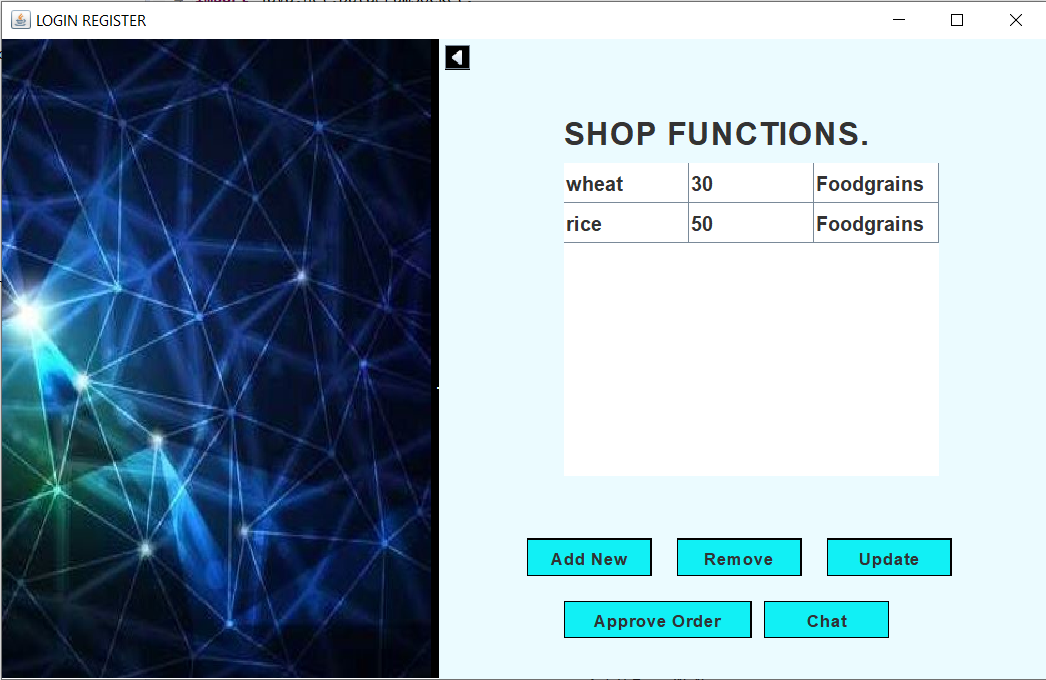 LOGIN REGISTER
SHOP FUNCTIONS.
wheat 30 Foodgrains
rice 50 Foodgrains
Add New Remove Update
Approve Order Chat